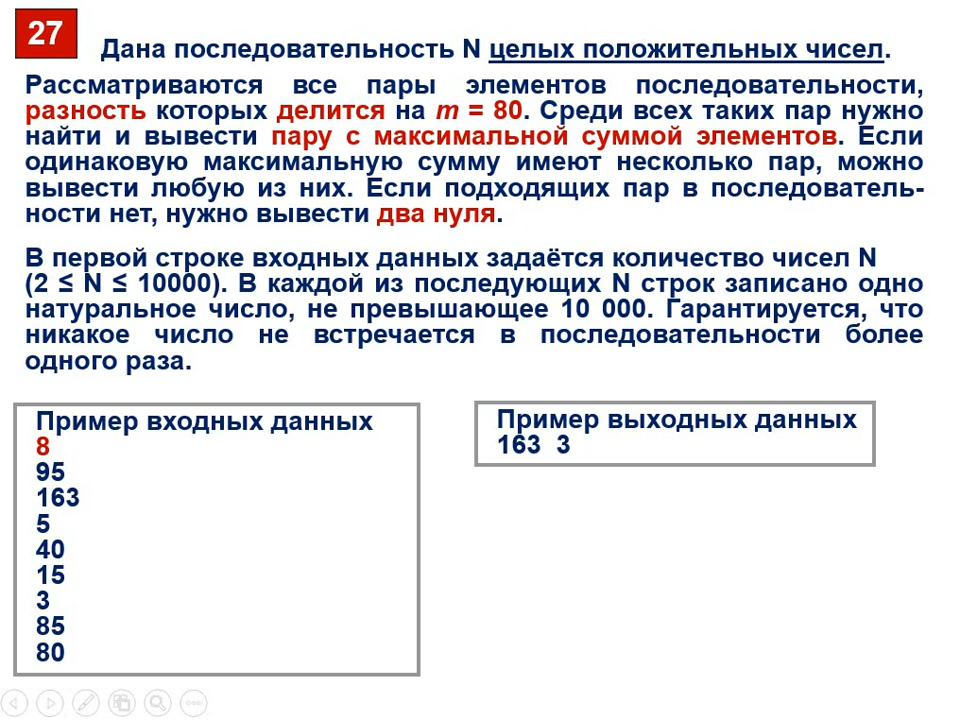 27
Дана последовательность N целых положительных чисел.
Рассматриваются все пары элементов последовательности,
разность которых делится на m = 80. Среди всех таких пар нужно
найти и вывести пару с максимальной суммой элементов. Если
одинаковую максимальную сумму имеют несколько пар, можно
вывести любую из них. Если подходящих пар в последователь-
ности нет, нужно вывести два нуля.
В первой строке входных данных задаётся количество чисел N
(2 ≤ N ≤ 10000). В каждой из последующих N строк записано одно
натуральное число, не превышающее 10 000. Гарантируется, что
никакое число не встречается в последовательности более
одного раза.
Пример входных данных
8
95
163
5
40
15
3
85
80
Пример выходных данных
163 3